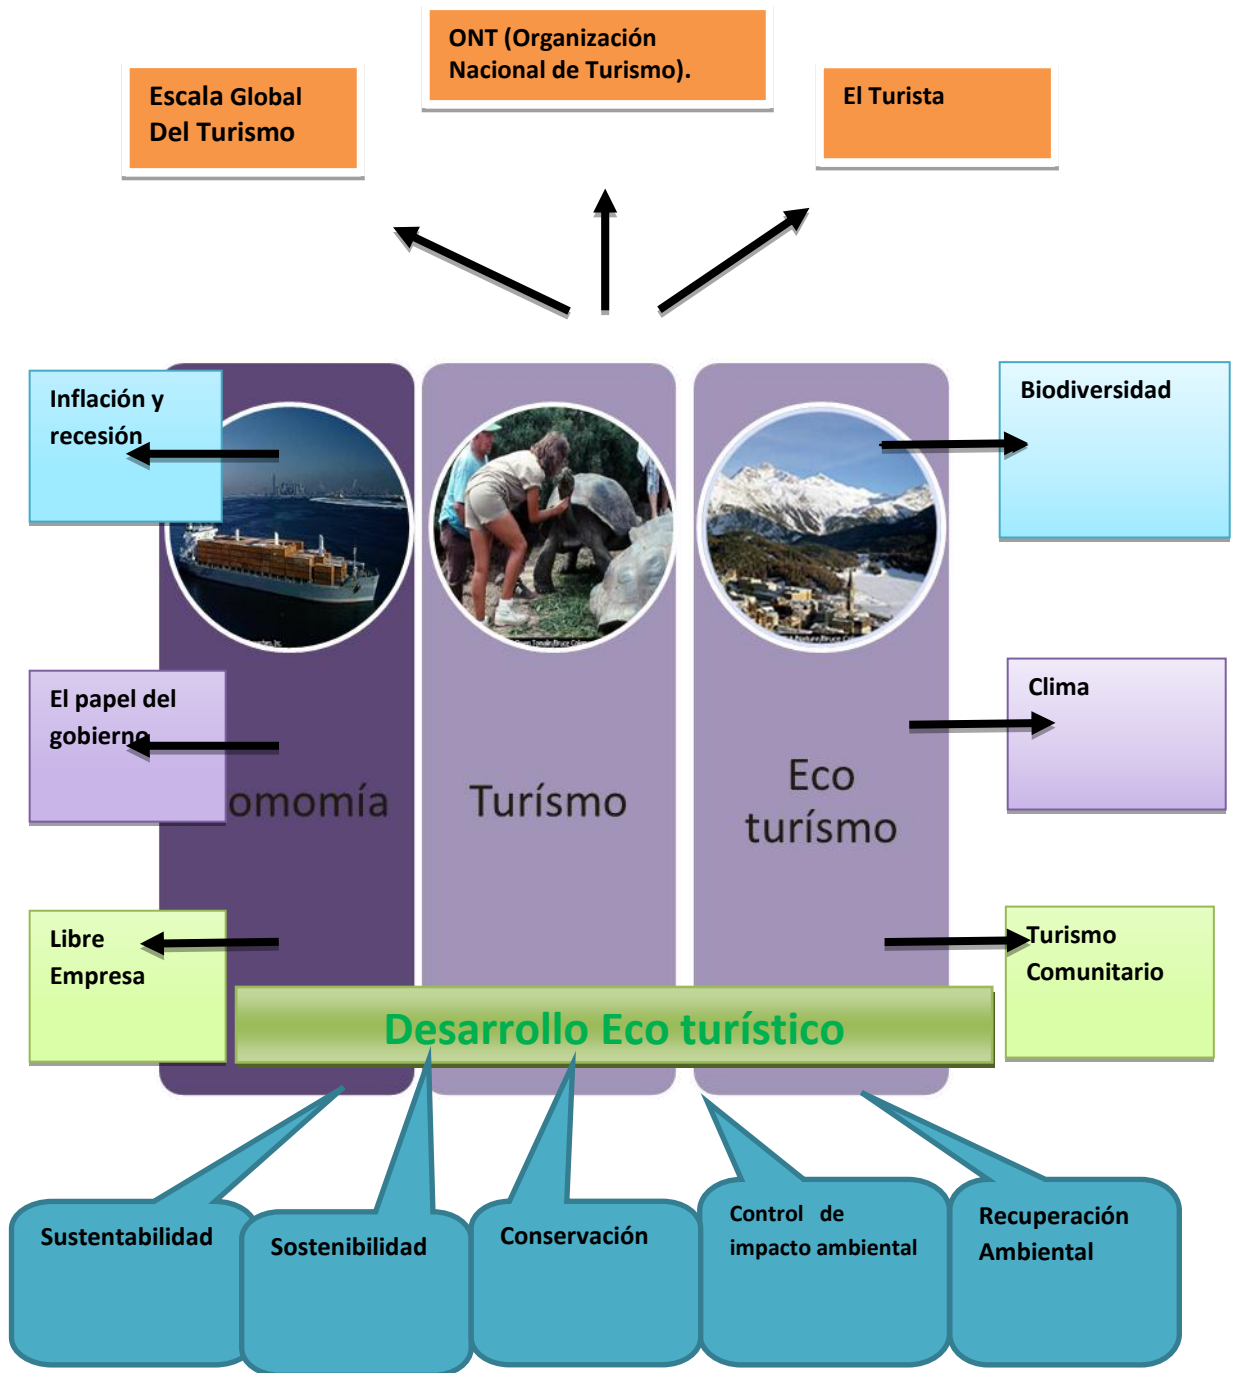 ONT (Organización
Nacional de Turismo).
Escala Global
Del Turismo
El Turista
Inflación y
recesión
Biodiversidad
El papel del
gobierno
Clima
omomía
Turísmo
Eco
turísmo
Libre
Empresa
Turismo
Comunitario
Desarrollo Eco turístico
Sustentabilidad
Sostenibilidad
Conservación
Control de
impacto ambiental
Recuperación
Ambiental